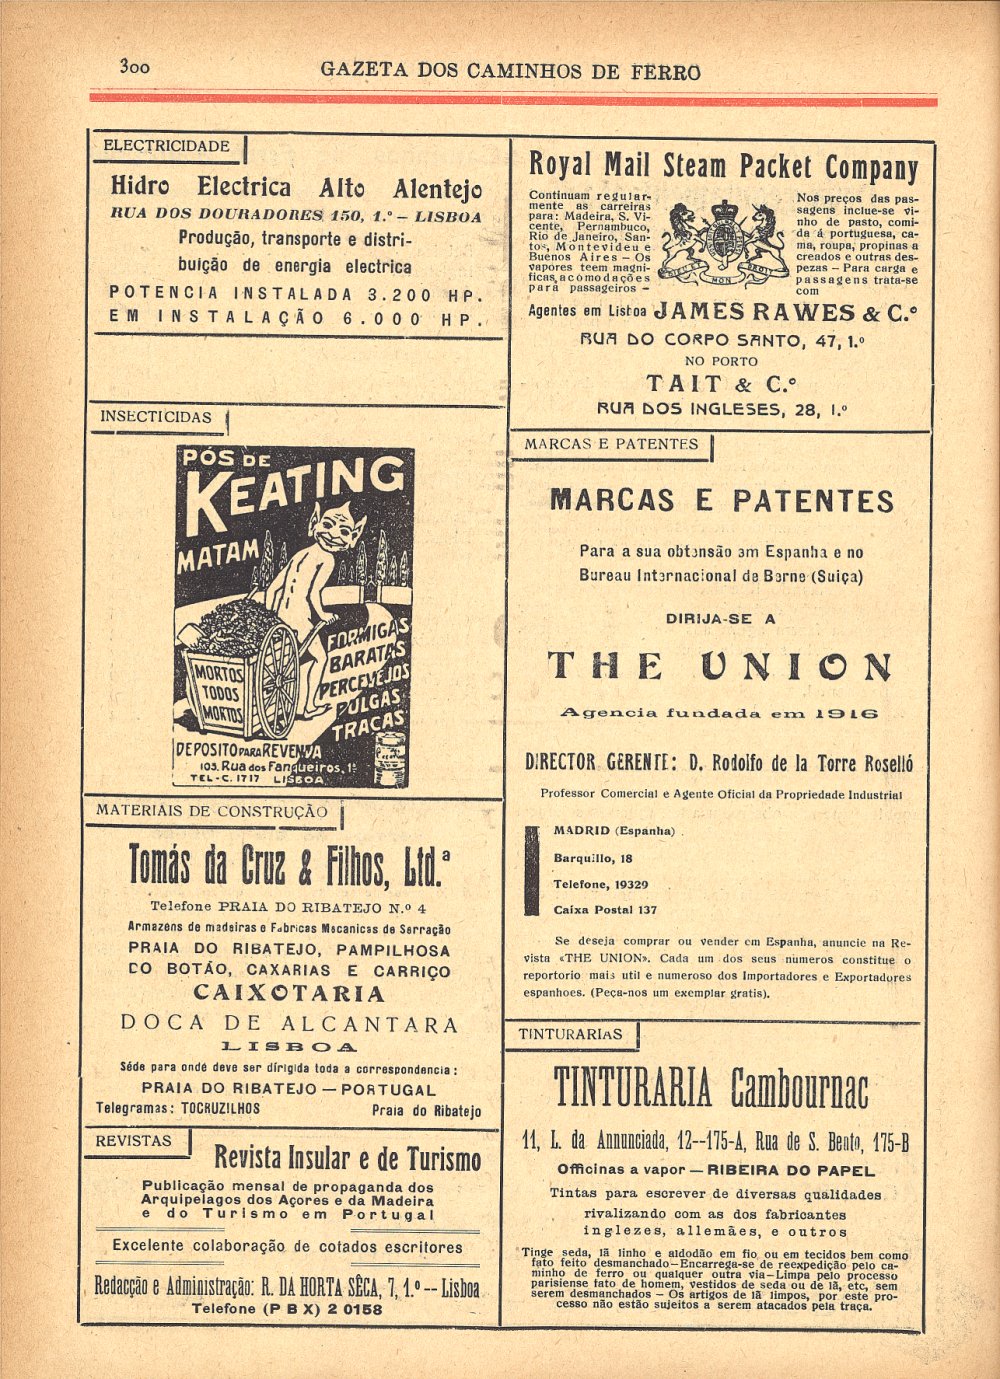 300
GAZETA DOS CAMINHOS DE FERRO
ELECTRICIDADE
Hidro Electrica Alto Alentejo
RUA DOS DOURADORES 150, 1.º — LISBOA
Produção, transporte e distri-
buição de energia electrica
POTENCIA INSTALADA 3.200 HP.
EM INSTALAÇÃO 6.000 HP.
INSECTICIDAS
PÓS DE
KEATING
MATAM
FORMIGAS
BARATAS
PERCEVEJOS
PULGAS
TRAÇAS
MORTOS
TODOS
MORTOS
DEPOSITO PARA REVENDA
103, Rua dos Fanqueiros, 1º
TEL-C. 1717 LISBOA
MATERIAIS DE CONSTRUÇÃO
Tomás da Cruz & Filhos, Ltd.ª
Telefone PRAIA DO RIBATEJO N.º 4
Armazens de madeiras e Fabricas Mecanicas de Serração
PRAIA DO RIBATEJO, PAMPILHOSA
DO BOTÃO, CAXARIAS E CARRIÇO
CAIXOTARIA
DOCA DE ALCANTARA
LISBOA
Séde para onde deve ser dirigida toda a correspondencia:
PRAIA DO RIBATEJO — PORTUGAL
Telegramas: TOCRUZILHOS Praia do Ribatejo
REVISTAS
Revista Insular e de Turismo
Publicação mensal de propaganda dos
Arquipelagos dos Açores e da Madeira
e do Turismo em Portugal
Excelente colaboração de cotados escritores
Redacção e Administração: R. DA HORTA SÊCA, 7, 1.º -- Lisboa
Telefone (P B X) 2 0158
Royal Mail Steam Packet Company
Continuam regular-
mente as carreiras
para: Madeira, S. Vi-
cente, Pernambuco,
Rio de Janeiro, San-
tos, Montevideu e
Buenos Aires — Os
vapores teem magni-
ficas, acomodações
para passageiros —
DIEU ET
MON
DROIT
Nos preços das pas-
sagens inclue-se vi-
nho de pasto, comi-
da á portuguesa, ca-
ma, roupa, propinas a
creados e outras des-
pezas — Para carga e
passagens trata-se
com
Agentes em Lisboa JAMES RAWES & C.º
RUA DO CORPO SANTO, 47, 1.º
NO PORTO
TAIT & C.º
RUA DOS INGLESES, 28, 1.º
MARCAS E PATENTES
MARCAS E PATENTES
Para a sua obtensão em Espanha e no
Bureau Internacional de Berne (Suiça)
DIRIJA-SE A
THE UNION
Agencia fundada em 1916
DIRECTOR GERENTE: D. Rodolfo de la Torre Roselló
Professor Comercial e Agente Oficial da Propriedade Industrial
MADRID (Espanha)
Barquillo, 18
Telefone, 19329
Caixa Postal 137
Se deseja comprar ou vender em Espanha, anuncie na Re-
vista «THE UNION». Cada um dos seus numeros constitue o
reportorio mais util e numeroso dos Importadores e Exportadores
espanhoes. (Peça-nos um exemplar gratis).
TINTURARIAS
TINTURARIA Cambournac
11, L. da Annunciada, 12--175-A, Rua de S. Bento, 175-B
Officinas a vapor — RIBEIRA DO PAPEL
Tintas para escrever de diversas qualidades
rivalizando com as dos fabricantes
inglezes, allemães, e outros
Tinge seda, lã linho e aldodão em fio ou em tecidos bem como
fato feito desmanchado—Encarrega-se de reexpedição pelo ca-
minho de ferro ou qualquer outra via—Limpa pelo processo
parisiense fato de homem, vestidos de seda ou de lã, etc, sem
serem desmanchados — Os artigos de lã limpos, por este pro-
cesso não estão sujeitos a serem atacados pela traça.